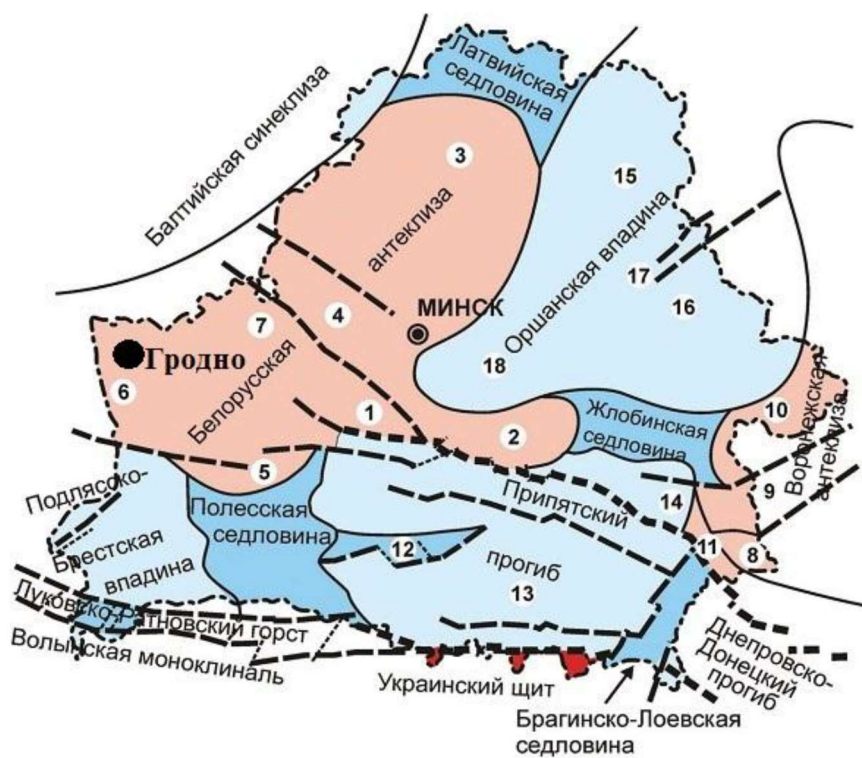 Латвийская
седловина
Балтийская синеклиза
3
антеклиза
15
Оршанская впадина
17
16
4
МИНСК
7
Гродно
6
Белорусская
18
1
2
Жлобинская
седловина
10
Воронежская
антеклиза
9
5
Подлясско-
Брестская
впадина
Полесская
седловина
Припятский
прогиб
14
12
11
8
13
Луковско-Ратновский горст
Волынская моноклиналь
Украинский щит
Днепровско-
Донецкий
прогиб
Брагинско-Лоевская
седловина